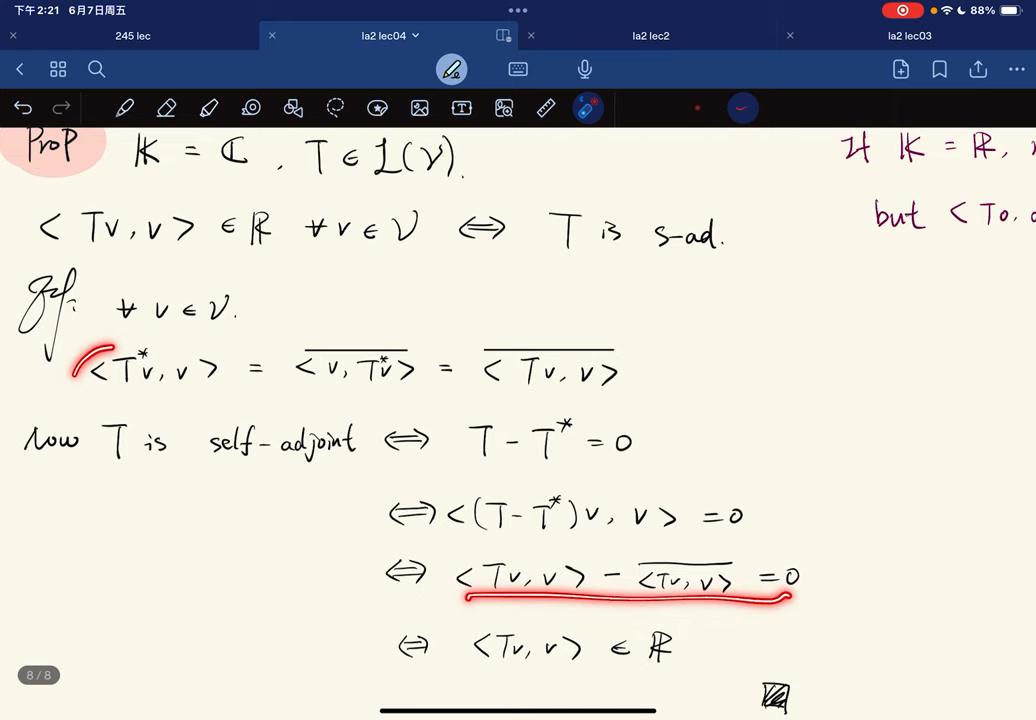 下午2:21 6月7日周五
88%
245 lec
la2 lec04
la2 lec2
la2 lec03
Prop 𝕂 = ℂ, T ∈ ℒ(V).
<Tv, v> ∈ ℝ ∀ v ∈ V ⟺ T is s-ad.
If 𝕂 = ℝ,
but <Tv,
Pf: ∀ v ∈ V.
<T*v, v> = \overline{<v, T*v>} = \overline{<Tv, v>}
Now T is self-adjoint ⟺ T - T* = 0
⟺ <(T-T*)v, v> = 0
⟺ <Tv, v> - \overline{<Tv, v>} = 0
⟺ <Tv, v> ∈ ℝ
8 / 8